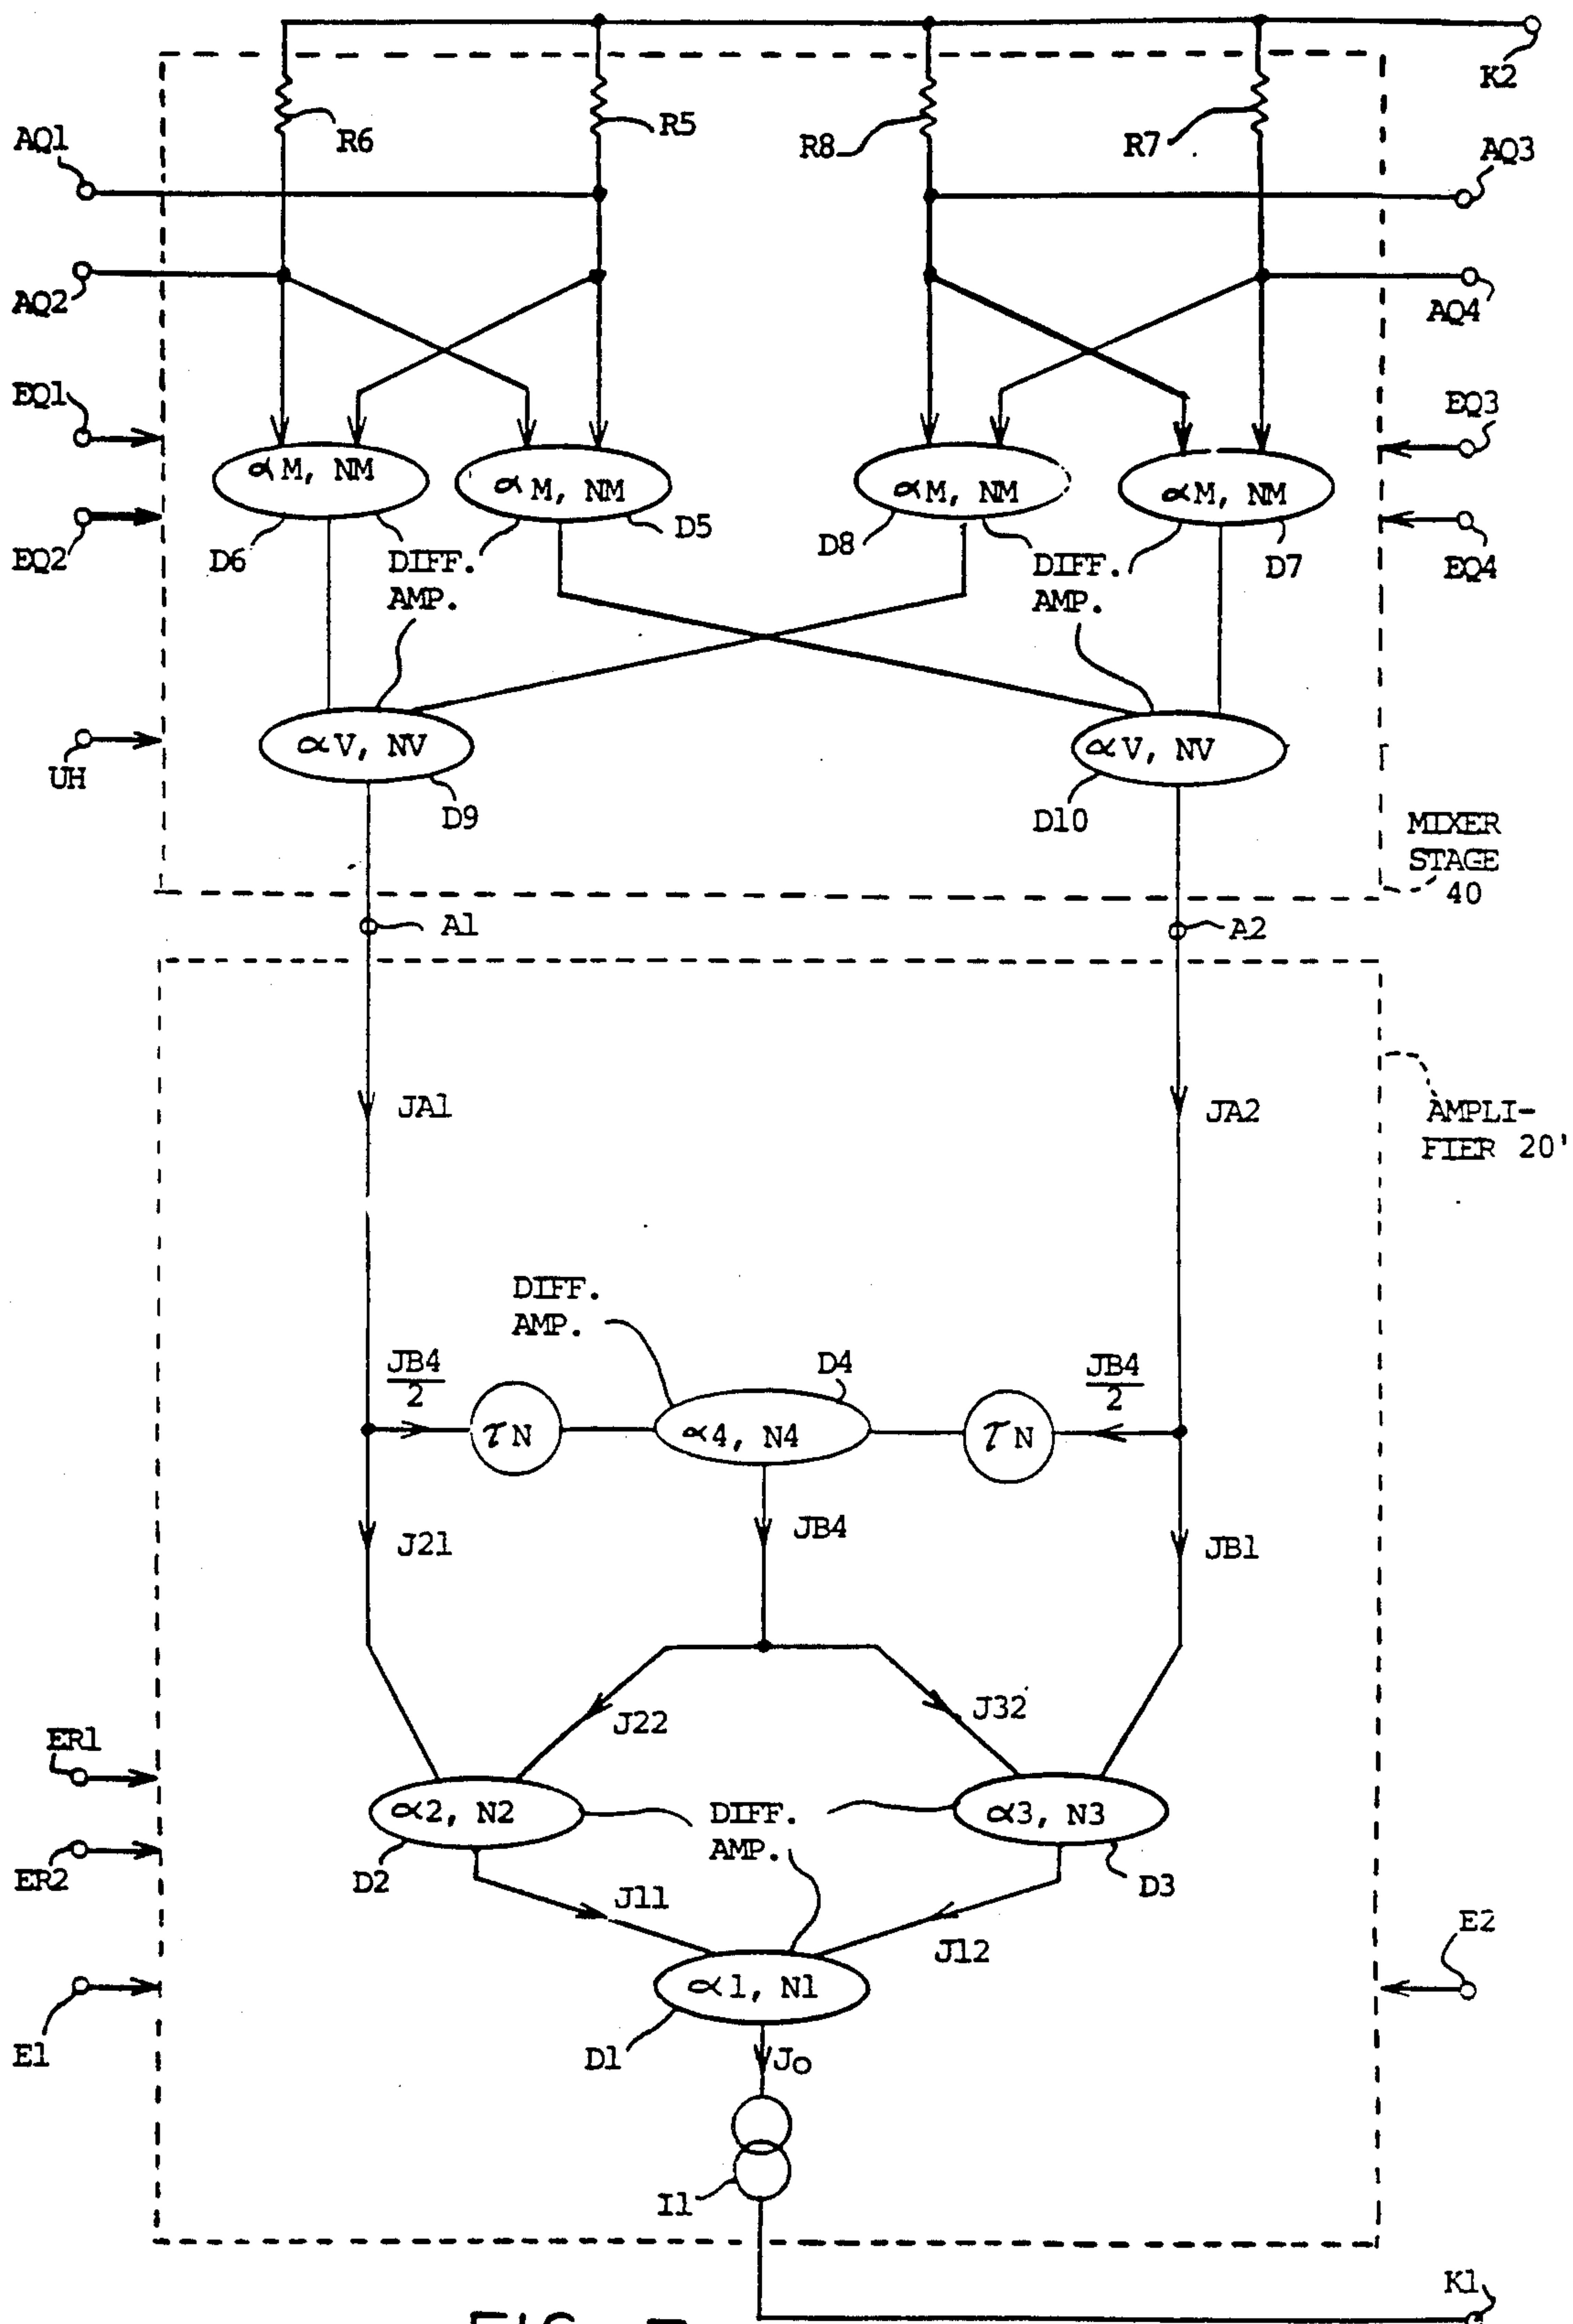 K2
R6
R5
R8
R7
AQ1
AQ3
AQ2
AQ4
EQ1
EQ3
αM, NM
αM, NM
αM, NM
αM, NM
EQ2
D6
DIFF.
AMP.
D5
D8
DIFF.
AMP.
D7
EQ4
UH
αV, NV
αV, NV
D9
D10
MIXER
STAGE
40
A1
A2
JA1
JA2
AMPLI-
FIER 20'
DIFF.
AMP.
JB4
2
D4
JB4
2
τN
α4, N4
τN
J21
JB4
JB1
J22
J32
ER1
α2, N2
DIFF.
AMP.
α3, N3
ER2
D2
D3
J11
J12
E2
α1, N1
E1
D1
Jo
I1
K1